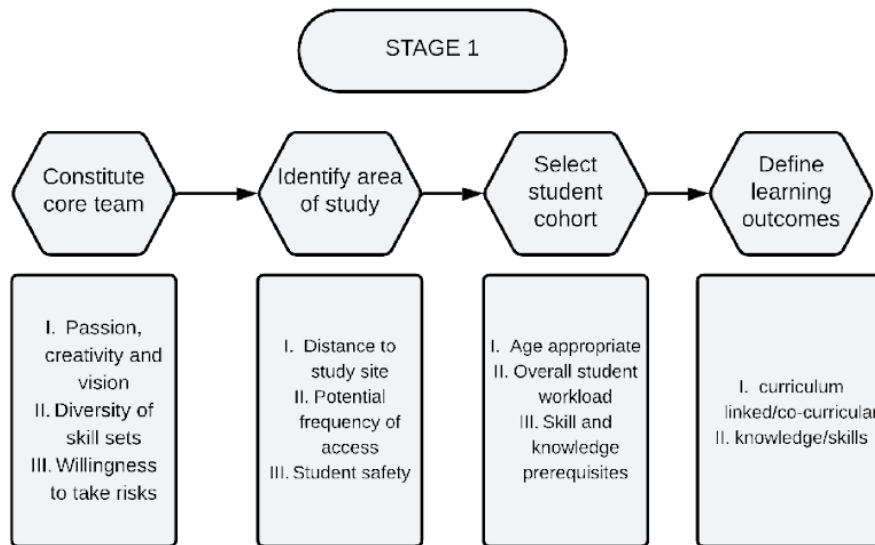 STAGE 1
Constitute
core team
Identify area
of study
Select
student
cohort
Define
learning
outcomes
I. Passion,
creativity and
vision
II. Diversity of
skill sets
III. Willingness
to take risks
I. Distance to
study site
II. Potential
frequency of
access
III. Student safety
I. Age appropriate
II. Overall student
workload
III. Skill and
knowledge
prerequisites
I. curriculum
linked/co-curricular
II. knowledge/skills